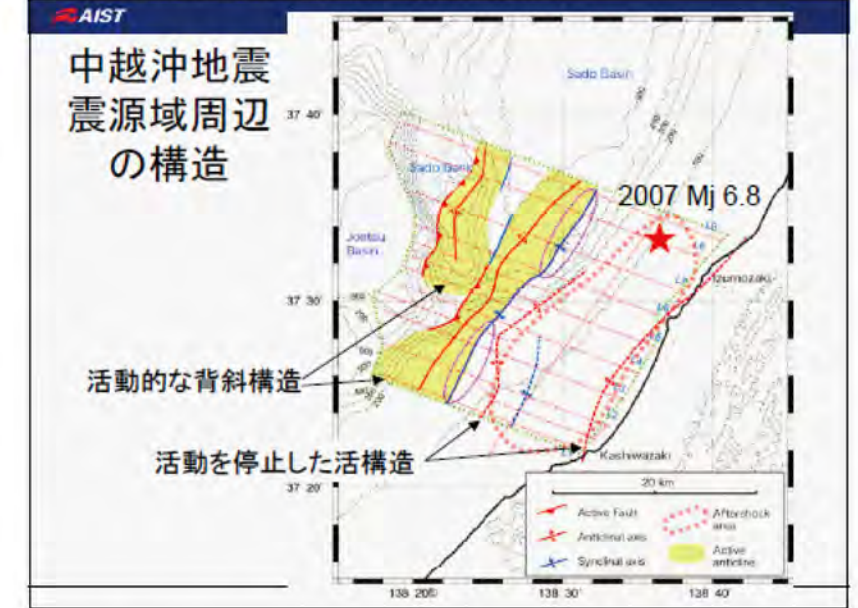 AIST
中越沖地震
震源域周辺
の構造
Sado Basin
37 40'
Sado Bank
2007 Mj 6.8
Joetsu
Basin
Izumozaki
37 30'
活動的な背斜構造
活動を停止した活構造
Kashiwazaki
37 20'
20 km
Active Fault
Anticlinal axis
Synclinal axis
Aftershock
area
Active
anticline
138 20'
138 30'
138 40'